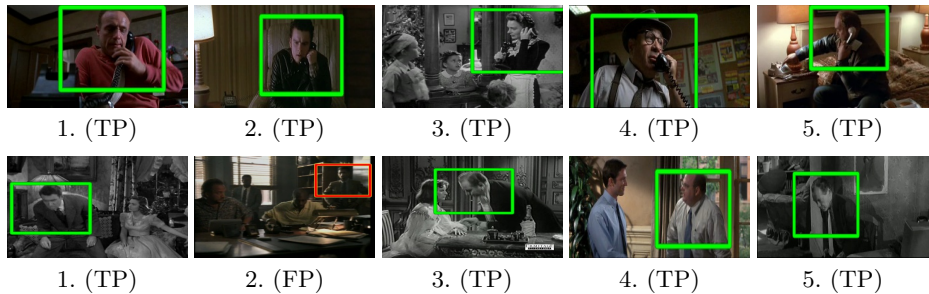 1. (TP) 2. (TP) 3. (TP) 4. (TP) 5. (TP)
1. (TP) 2. (FP) 3. (TP) 4. (TP) 5. (TP)